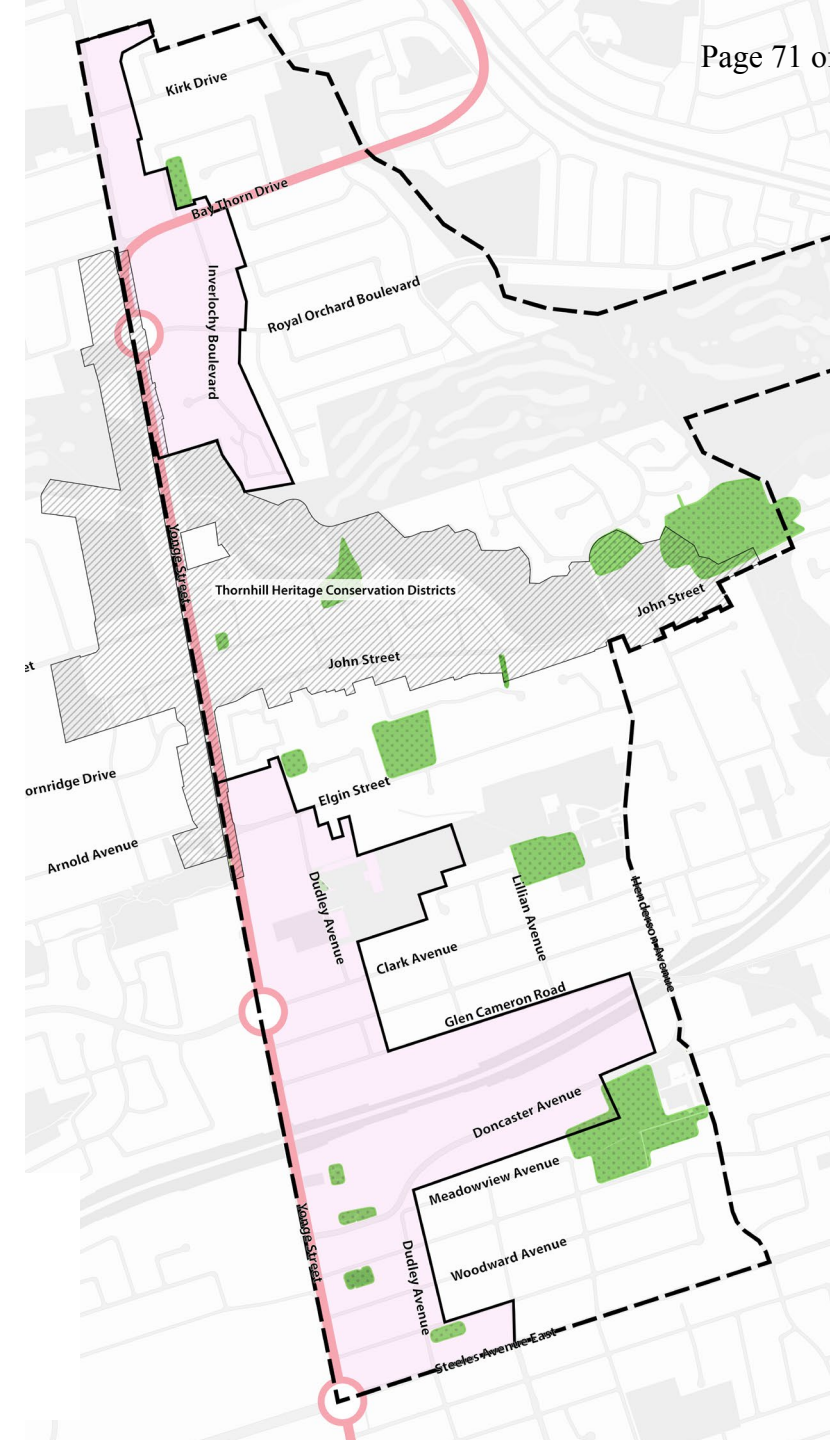 Page 71 o
Kirk Drive
Bay Thorn Drive
Inverlochy Boulevard
Royal Orchard Boulevard
Yonge Street
Thornhill Heritage Conservation Districts
John Street
John Street
et
ornridge Drive
Elgin Street
Arnold Avenue
Dudley Avenue
Lillian Avenue
Henderson Avenue
Clark Avenue
Glen Cameron Road
Doncaster Avenue
Meadowview Avenue
Yonge Street
Dudley Avenue
Woodward Avenue
Steeles Avenue East